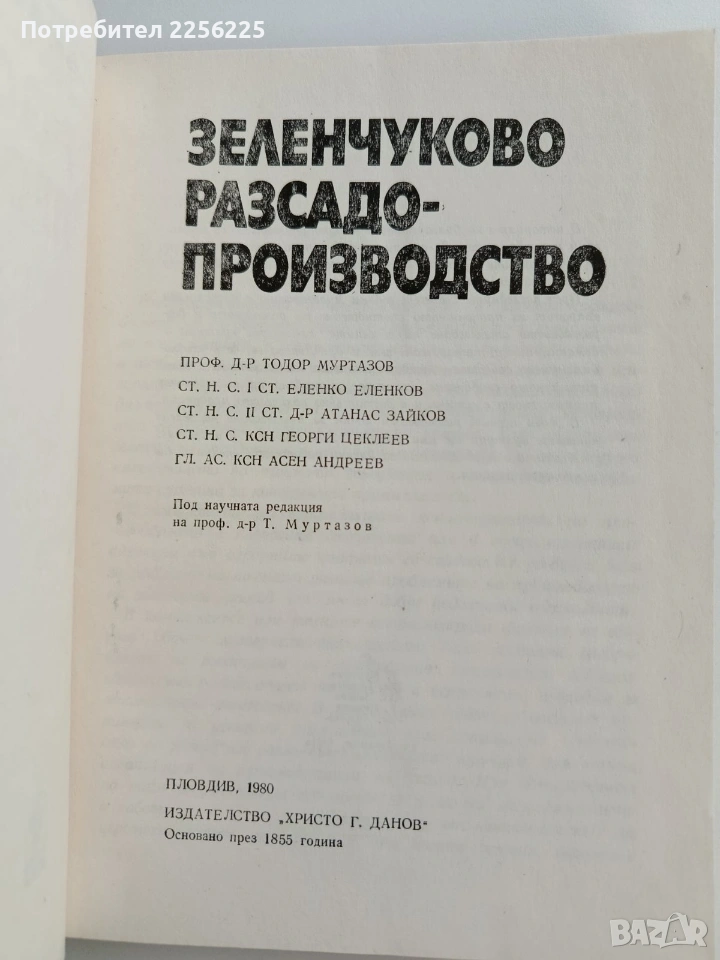 Потребител 2256225
ЗЕЛЕНЧУКОВО
РАЗСАДО-
ПРОИЗВОДСТВО
ПРОФ. Д-Р ТОДОР МУРТАЗОВ
СТ. Н. С. I СТ. ЕЛЕНКО ЕЛЕНКОВ
СТ. Н. С. II СТ. Д-Р АТАНАС ЗАЙКОВ
СТ. Н. С. КСН ГЕОРГИ ЦЕКЛЕЕВ
ГЛ. АС. КСН АСЕН АНДРЕЕВ
Под научната редакция
на проф. д-р Т. Муртазов
ПЛОВДИВ, 1980
ИЗДАТЕЛСТВО „ХРИСТО Г. ДАНОВ“
Основано през 1855 година
BAZAR